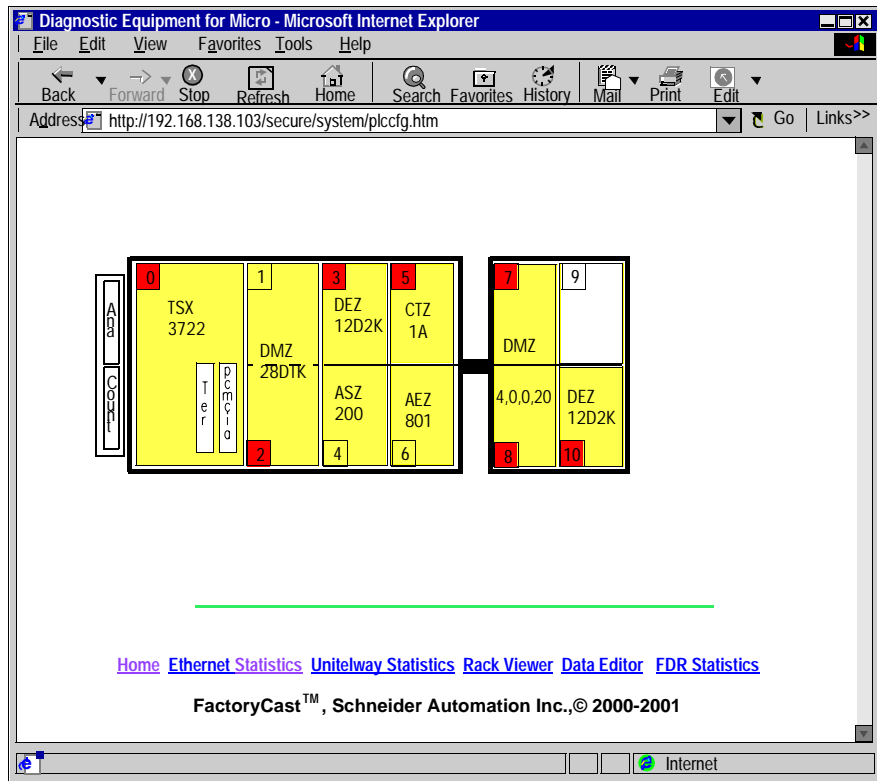 Diagnostic Equipment for Micro - Microsoft Internet Explorer
File Edit View Favorites Tools Help
Back Forward Stop Refresh Home Search Favorites History Mail Print Edit
Address http://192.168.138.103/secure/system/plccfg.htm Go Links>>
0 1 3 5 7 9
Ana
Count
TSX
3722
Ter
pcmçia
DMZ
28DTK
2
DEZ
12D2K
ASZ
200
4
CTZ
1A
AEZ
801
6
DMZ
4,0,0,20
8
DEZ
12D2K
10
Home Ethernet Statistics Unitelway Statistics Rack Viewer Data Editor FDR Statistics
FactoryCast™, Schneider Automation Inc.,© 2000-2001
Internet